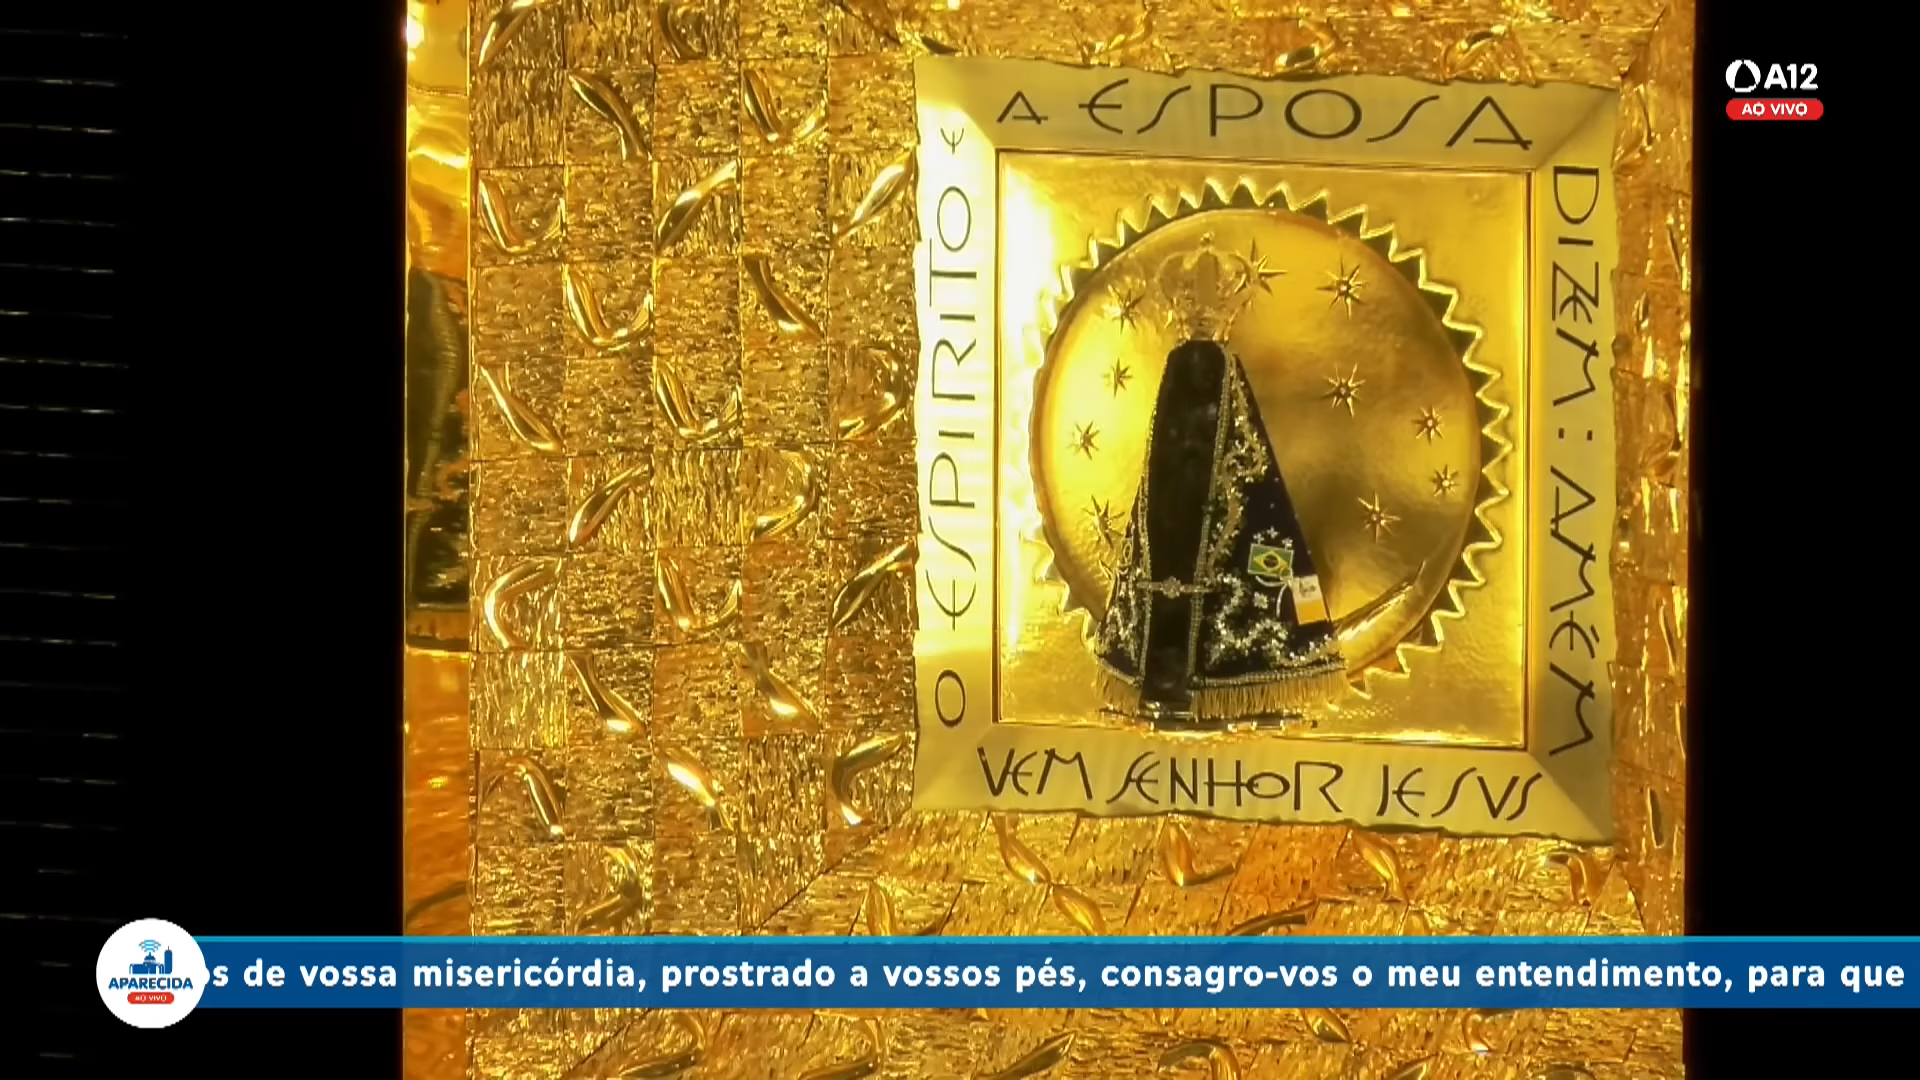 A12
AO VIVO
O ESPIRITO E
A ESPOSA
DIZEM: AMÉM
VEM SENHOR JESUS
APARECIDA
AO VIVO
de vossa misericórdia, prostrado a vossos pés, consagro-vos o meu entendimento, para que